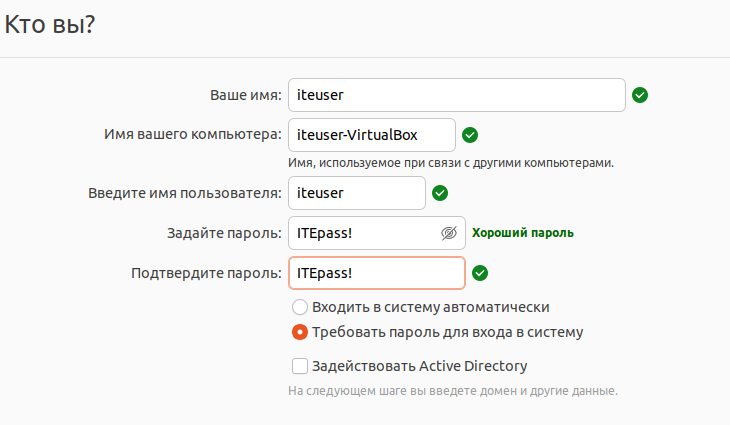 Кто вы?
Ваше имя: iteuser
Имя вашего компьютера: iteuser-VirtualBox
Имя, используемое при связи с другими компьютерами.
Введите имя пользователя: iteuser
Задайте пароль: ITEpass! Хороший пароль
Подтвердите пароль: ITEpass!
Входить в систему автоматически
Требовать пароль для входа в систему
Задействовать Active Directory
На следующем шаге вы введете домен и другие данные.